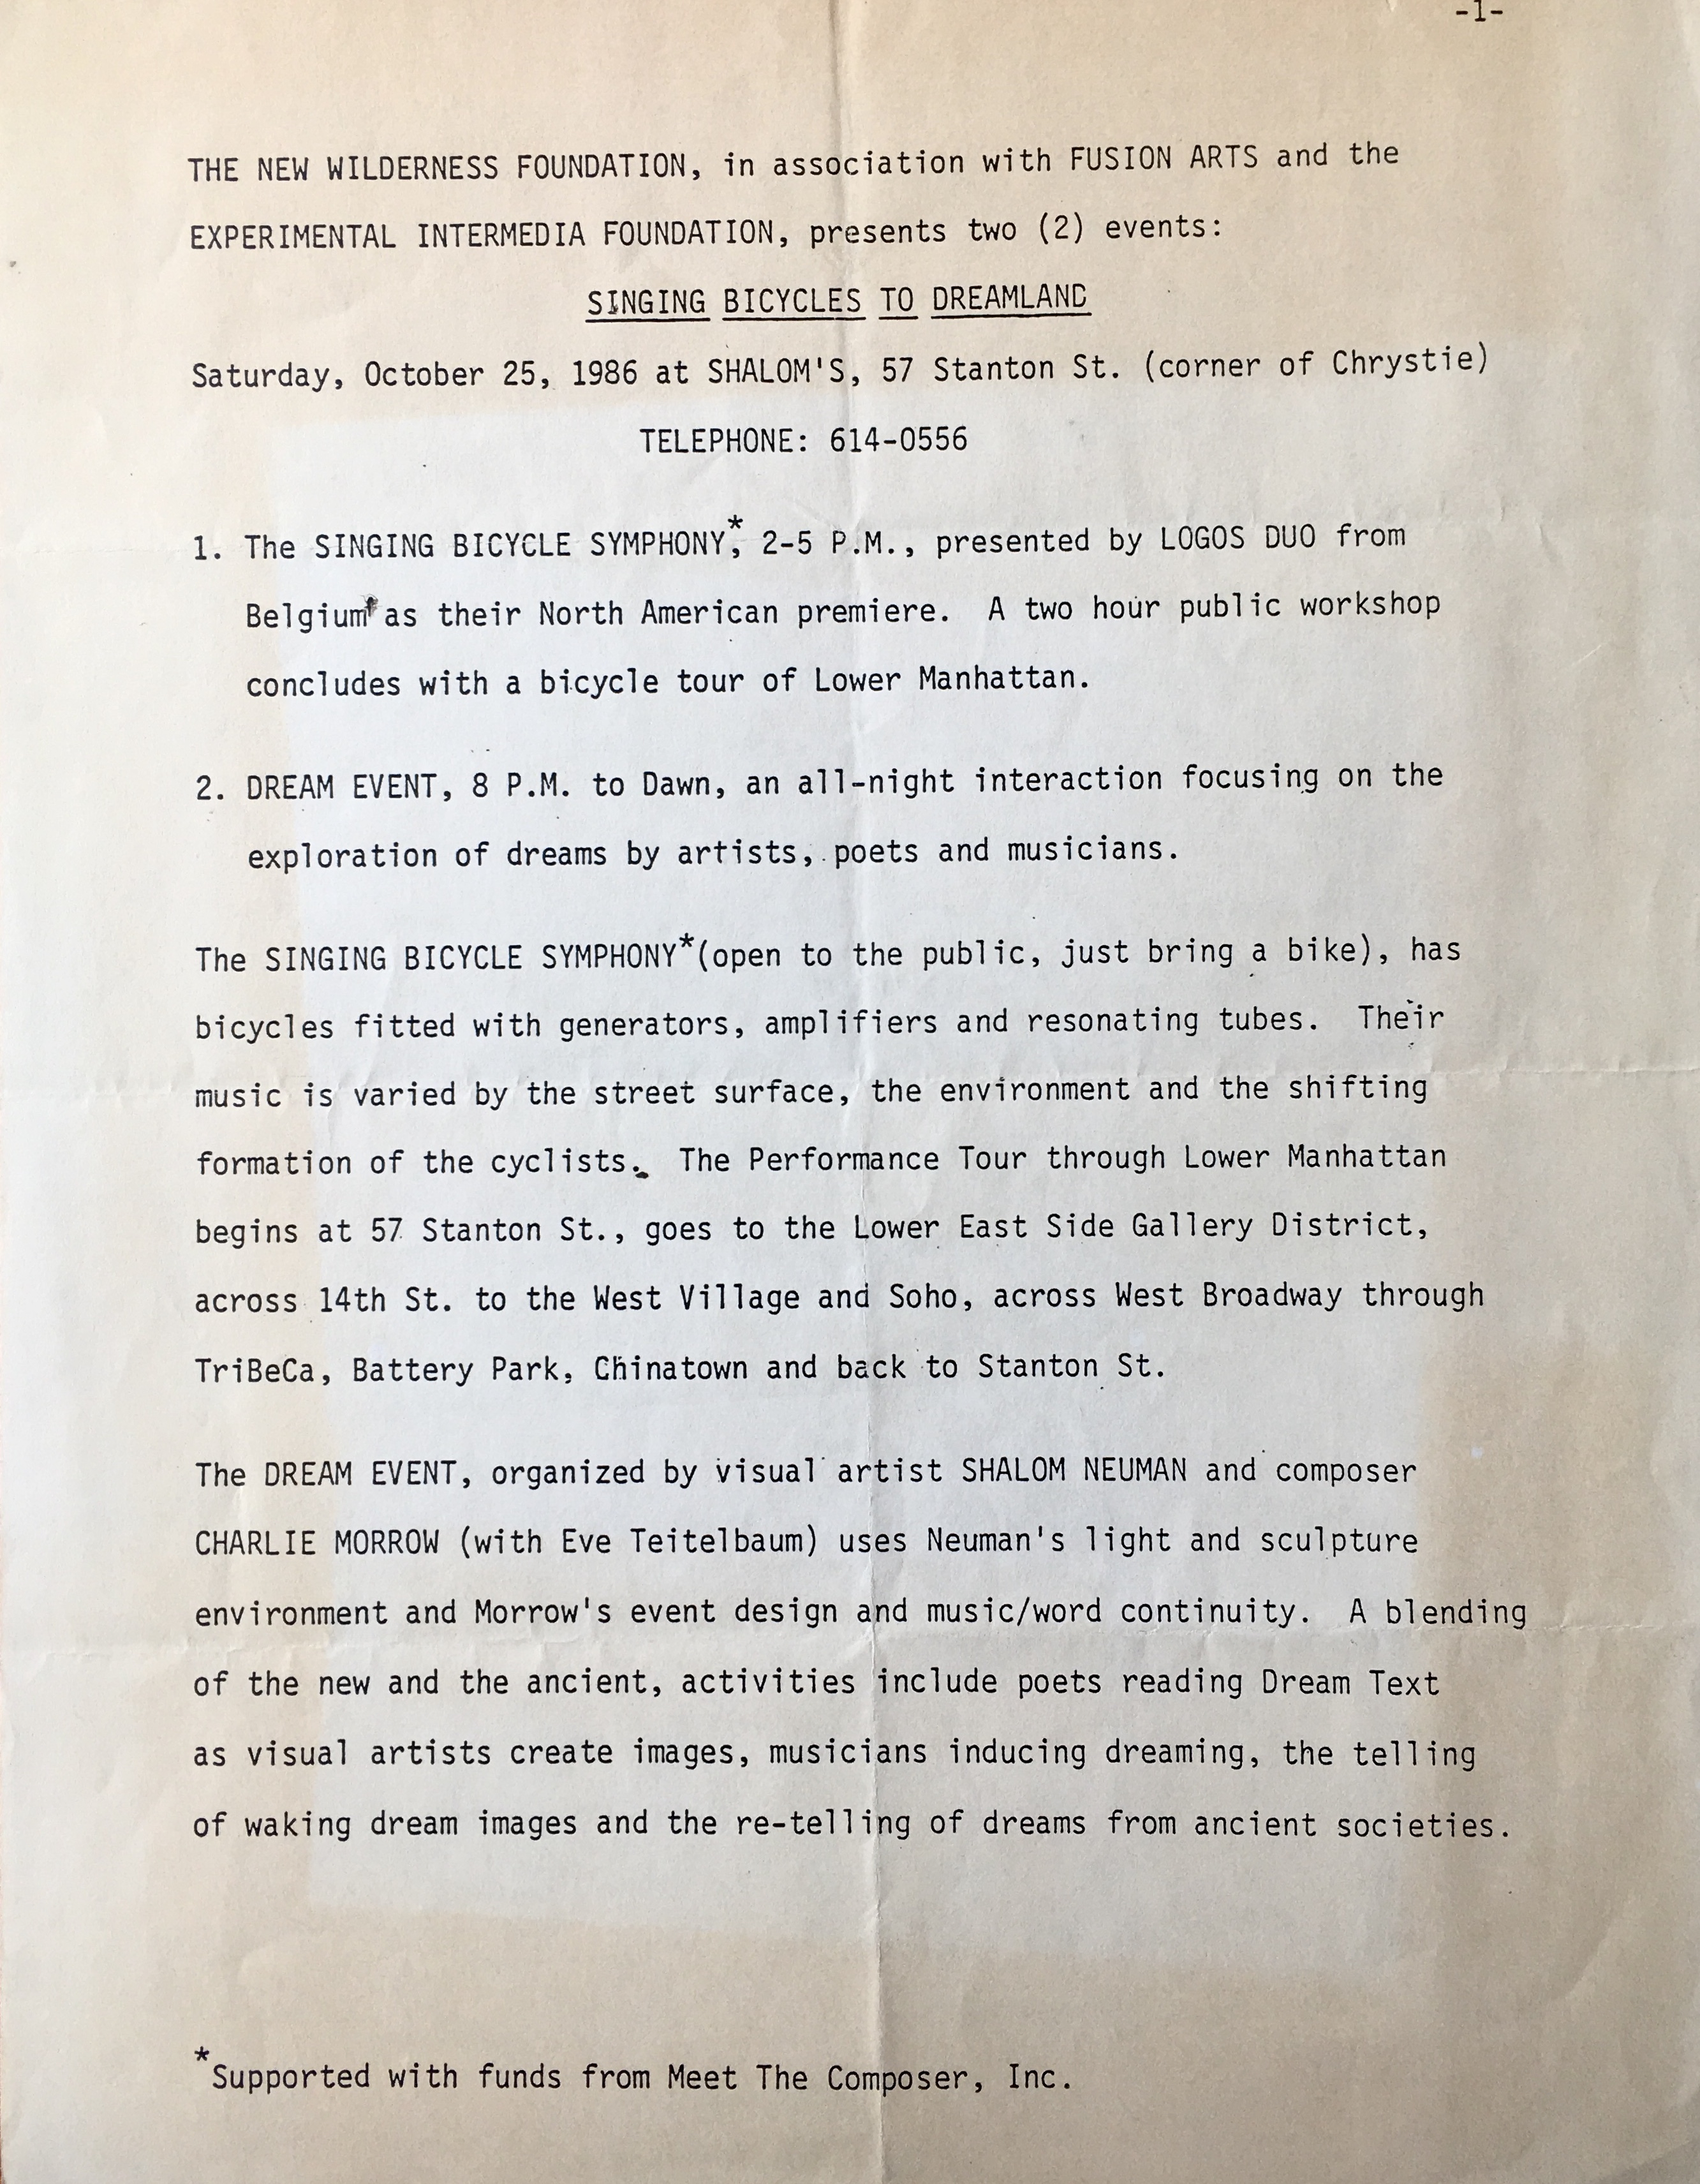 -1-
THE NEW WILDERNESS FOUNDATION, in association with FUSION ARTS and the
EXPERIMENTAL INTERMEDIA FOUNDATION, presents two (2) events:
SINGING BICYCLES TO DREAMLAND
Saturday, October 25, 1986 at SHALOM'S, 57 Stanton St. (corner of Chrystie)
TELEPHONE: 614-0556
1. The SINGING BICYCLE SYMPHONY*, 2-5 P.M., presented by LOGOS DUO from
Belgium as their North American premiere. A two hour public workshop
concludes with a bicycle tour of Lower Manhattan.
2. DREAM EVENT, 8 P.M. to Dawn, an all-night interaction focusing on the
exploration of dreams by artists, poets and musicians.
The SINGING BICYCLE SYMPHONY*(open to the public, just bring a bike), has
bicycles fitted with generators, amplifiers and resonating tubes. Their
music is varied by the street surface, the environment and the shifting
formation of the cyclists. The Performance Tour through Lower Manhattan
begins at 57 Stanton St., goes to the Lower East Side Gallery District,
across 14th St. to the West Village and Soho, across West Broadway through
TriBeCa, Battery Park, Chinatown and back to Stanton St.
The DREAM EVENT, organized by visual artist SHALOM NEUMAN and composer
CHARLIE MORROW (with Eve Teitelbaum) uses Neuman's light and sculpture
environment and Morrow's event design and music/word continuity. A blending
of the new and the ancient, activities include poets reading Dream Text
as visual artists create images, musicians inducing dreaming, the telling
of waking dream images and the re-telling of dreams from ancient societies.
*Supported with funds from Meet The Composer, Inc.